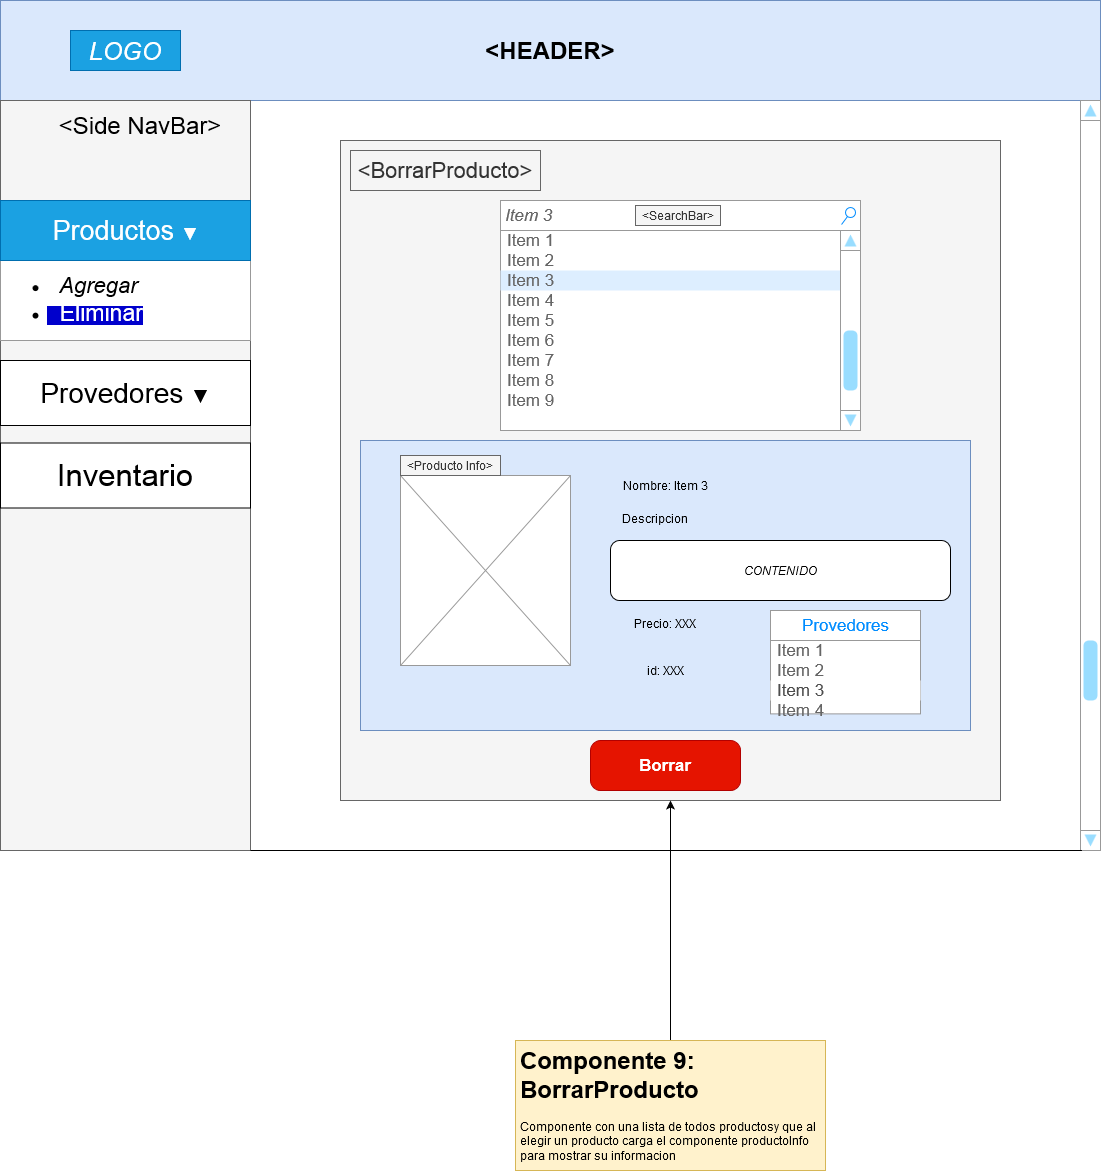 LOGO
<HEADER>
<Side NavBar>
Productos ▼
Agregar
Eliminar
Provedores ▼
Inventario
<BorrarProducto>
Item 3
<SearchBar>
Item 1
Item 2
Item 3
Item 4
Item 5
Item 6
Item 7
Item 8
Item 9
<Producto Info>
Nombre: Item 3
Descripcion
CONTENIDO
Precio: XXX
id: XXX
Provedores
Item 1
Item 2
Item 3
Item 4
Borrar
Componente 9:
BorrarProducto
Componente con una lista de todos productosy que al
elegir un producto carga el componente productoInfo
para mostrar su informacion